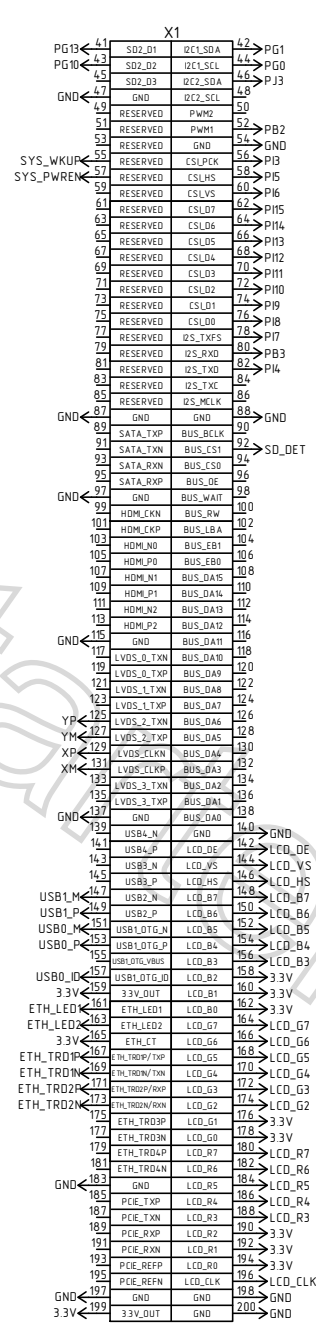 X1
PG13 41 SD2_D1 I2C1_SDA 42 PG1
PG10 43 SD2_D2 I2C1_SCL 44 PG0
45 SD2_D3 I2C2_SDA 46 PJ3
GND 47 GND I2C2_SCL 48
49 RESERVED PWM2 50
51 RESERVED PWM1 52 PB2
53 RESERVED GND 54 GND
SYS_WKUP 55 RESERVED CSI_PCK 56 PI3
SYS_PWREN 57 RESERVED CSI_HS 58 PI5
59 RESERVED CSI_VS 60 PI6
61 RESERVED CSI_D7 62 PI15
63 RESERVED CSI_D6 64 PI14
65 RESERVED CSI_D5 66 PI13
67 RESERVED CSI_D4 68 PI12
69 RESERVED CSI_D3 70 PI11
71 RESERVED CSI_D2 72 PI10
73 RESERVED CSI_D1 74 PI9
75 RESERVED CSI_D0 76 PI8
77 RESERVED I2S_TXFS 78 PI7
79 RESERVED I2S_RXD 80 PB3
81 RESERVED I2S_TXD 82 PI4
83 RESERVED I2S_TXC 84
85 RESERVED I2S_MCLK 86
GND 87 GND GND 88 GND
89 SATA_TXP BUS_BCLK 90
91 SATA_TXN BUS_CS1 92 SD_DET
93 SATA_RXN BUS_CS0 94
95 SATA_RXP BUS_OE 96
GND 97 GND BUS_WAIT 98
99 HDMI_CKN BUS_RW 100
101 HDMI_CKP BUS_LBA 102
103 HDMI_N0 BUS_EB1 104
105 HDMI_P0 BUS_EB0 106
107 HDMI_N1 BUS_DA15 108
109 HDMI_P1 BUS_DA14 110
111 HDMI_N2 BUS_DA13 112
113 HDMI_P2 BUS_DA12 114
GND 115 GND BUS_DA11 116
117 LVDS_0_TXN BUS_DA10 118
119 LVDS_0_TXP BUS_DA9 120
121 LVDS_1_TXN BUS_DA8 122
123 LVDS_1_TXP BUS_DA7 124
YP 125 LVDS_2_TXN BUS_DA6 126
YM 127 LVDS_2_TXP BUS_DA5 128
XP 129 LVDS_CLKN BUS_DA4 130
XM 131 LVDS_CLKP BUS_DA3 132
133 LVDS_3_TXN BUS_DA2 134
135 LVDS_3_TXP BUS_DA1 136
GND 137 GND BUS_DA0 138
139 USB4_N GND 140 GND
141 USB4_P LCD_DE 142 LCD_DE
143 USB3_N LCD_VS 144 LCD_VS
145 USB3_P LCD_HS 146 LCD_HS
USB1_M 147 USB2_N LCD_B7 148 LCD_B7
USB1_P 149 USB2_P LCD_B6 150 LCD_B6
USB0_M 151 USB1_OTG_N LCD_B5 152 LCD_B5
USB0_P 153 USB1_OTG_P LCD_B4 154 LCD_B4
155 USB1_OTG_VBUS LCD_B3 156 LCD_B3
USB0_ID 157 USB1_OTG_ID LCD_B2 158 3.3V
3.3V 159 3.3V_OUT LCD_B1 160 3.3V
ETH_LED1 161 ETH_LED1 LCD_B0 162 3.3V
ETH_LED2 163 ETH_LED2 LCD_G7 164 LCD_G7
3.3V 165 ETH_CT LCD_G6 166 LCD_G6
ETH_TRD1P 167 ETH_TRD1P/TXP LCD_G5 168 LCD_G5
ETH_TRD1N 169 ETH_TRD1N/TXN LCD_G4 170 LCD_G4
ETH_TRD2P 171 ETH_TRD2P/RXP LCD_G3 172 LCD_G3
ETH_TRD2N 173 ETH_TRD2N/RXN LCD_G2 174 LCD_G2
175 ETH_TRD3P LCD_G1 176 3.3V
177 ETH_TRD3N LCD_G0 178 3.3V
179 ETH_TRD4P LCD_R7 180 LCD_R7
181 ETH_TRD4N LCD_R6 182 LCD_R6
GND 183 GND LCD_R5 184 LCD_R5
185 PCIE_TXP LCD_R4 186 LCD_R4
187 PCIE_TXN LCD_R3 188 LCD_R3
189 PCIE_RXP LCD_R2 190 3.3V
191 PCIE_RXN LCD_R1 192 3.3V
193 PCIE_REFP LCD_R0 194 3.3V
195 PCIE_REFN LCD_CLK 196 LCD_CLK
GND 197 GND GND 198 GND
3.3V 199 3.3V_OUT GND 200 GND